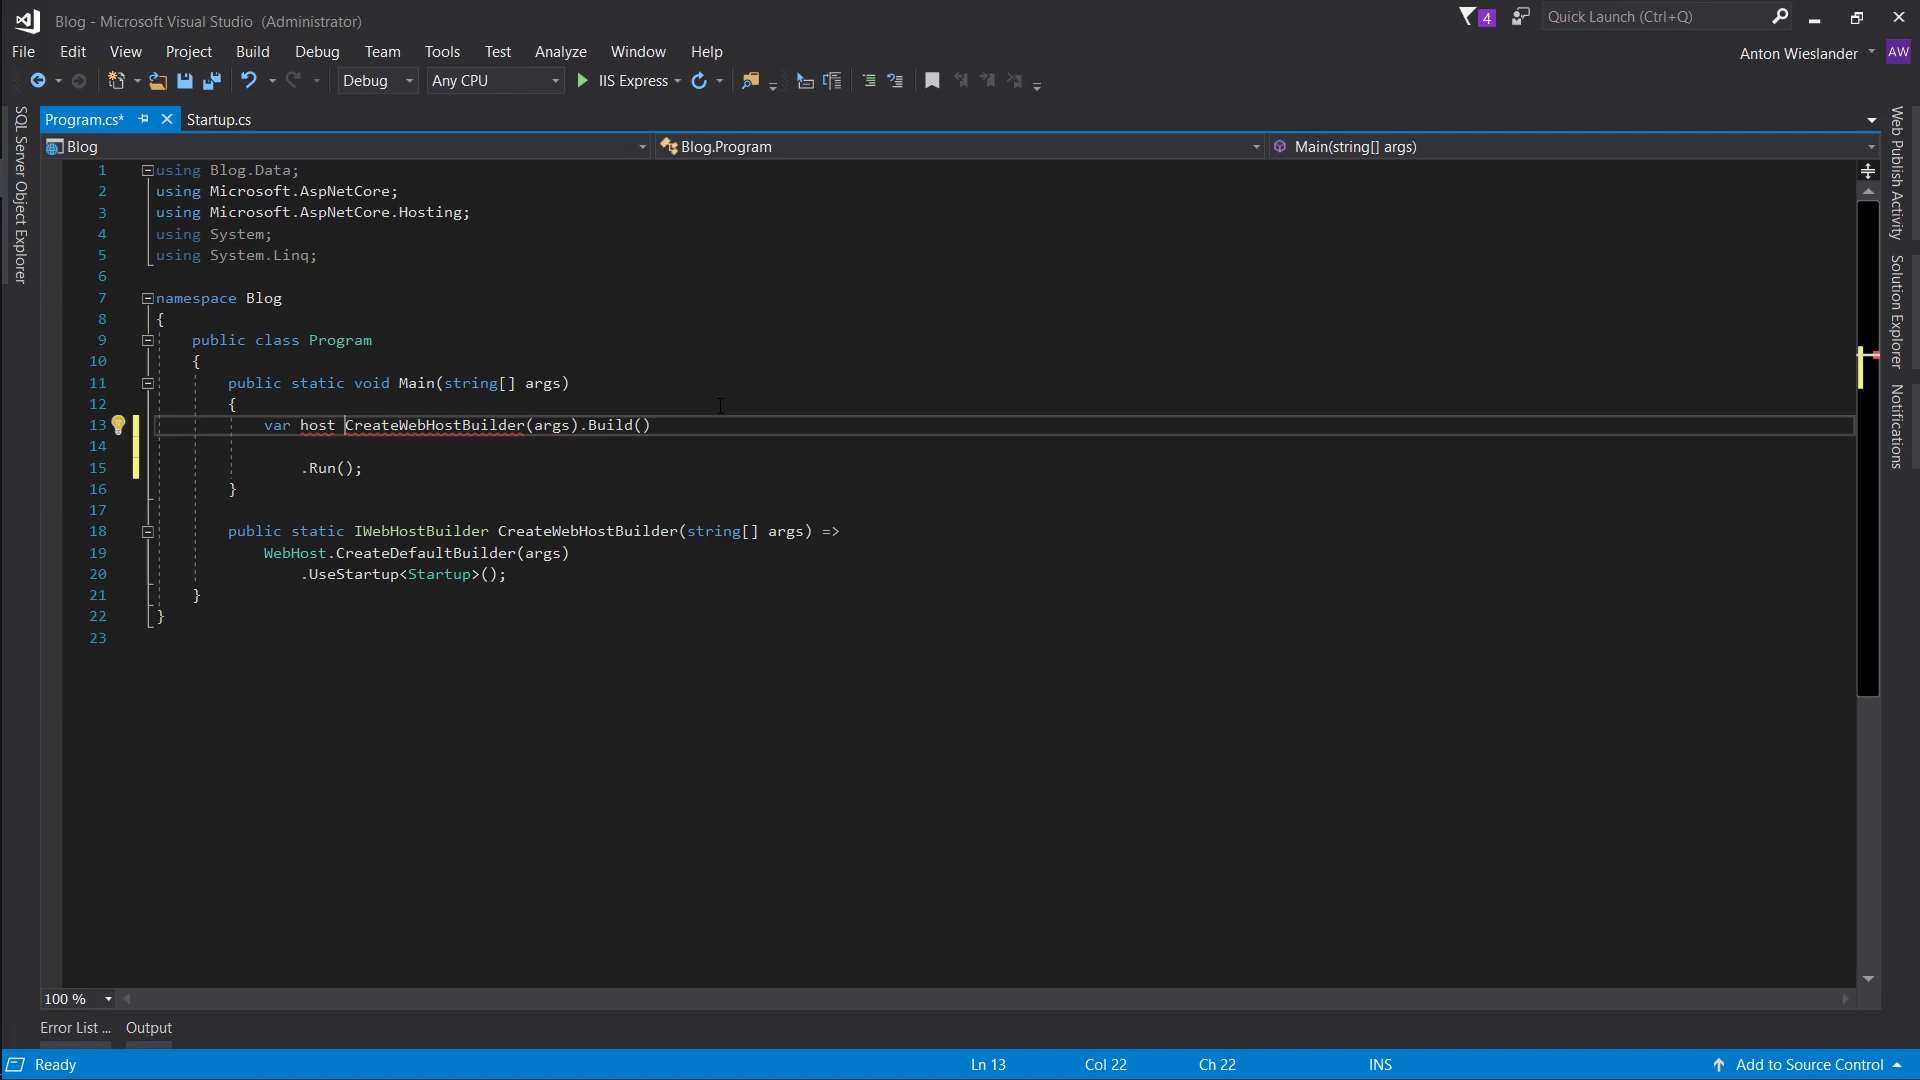 Blog - Microsoft Visual Studio (Administrator)
4
Quick Launch (Ctrl+Q)
File Edit View Project Build Debug Team Tools Test Analyze Window Help
Anton Wieslander
AW
Debug Any CPU IIS Express
SQL Server Object Explorer
Program.cs* Startup.cs
Blog Blog.Program Main(string[] args)
1 using Blog.Data;
2 using Microsoft.AspNetCore;
3 using Microsoft.AspNetCore.Hosting;
4 using System;
5 using System.Linq;
6
7 namespace Blog
8 {
9 public class Program
10 {
11 public static void Main(string[] args)
12 {
13 var host CreateWebHostBuilder(args).Build()
14
15 .Run();
16 }
17
18 public static IWebHostBuilder CreateWebHostBuilder(string[] args) =>
19 WebHost.CreateDefaultBuilder(args)
20 .UseStartup<Startup>();
21 }
22 }
23
Web Publish Activity
Solution Explorer
Notifications
100 %
Error List ... Output
Ready Ln 13 Col 22 Ch 22 INS Add to Source Control